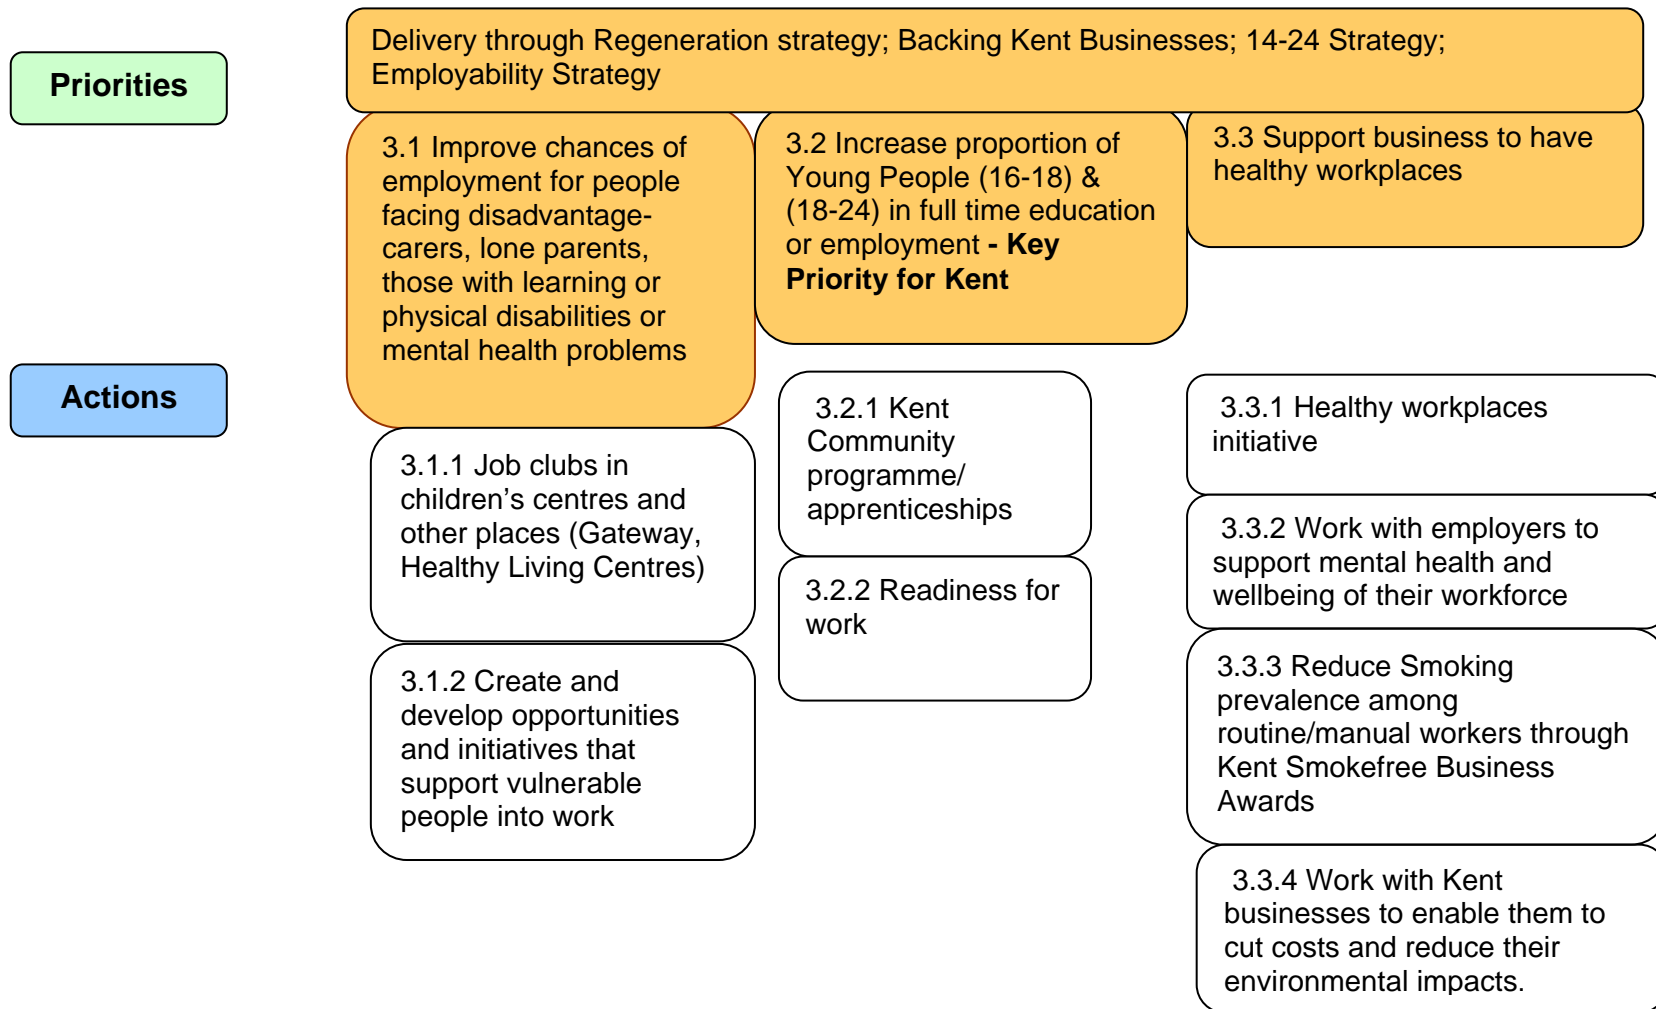 Priorities
Delivery through Regeneration strategy; Backing Kent Businesses; 14-24 Strategy;
Employability Strategy
3.1 Improve chances of
employment for people
facing disadvantage-
carers, lone parents,
those with learning or
physical disabilities or
mental health problems
3.2 Increase proportion of
Young People (16-18) &
(18-24) in full time education
or employment - Key
Priority for Kent
3.3 Support business to have
healthy workplaces
Actions
3.1.1 Job clubs in
children’s centres and
other places (Gateway,
Healthy Living Centres)
3.1.2 Create and
develop opportunities
and initiatives that
support vulnerable
people into work
3.2.1 Kent
Community
programme/
apprenticeships
3.2.2 Readiness for
work
3.3.1 Healthy workplaces
initiative
3.3.2 Work with employers to
support mental health and
wellbeing of their workforce
3.3.3 Reduce Smoking
prevalence among
routine/manual workers through
Kent Smokefree Business
Awards
3.3.4 Work with Kent
businesses to enable them to
cut costs and reduce their
environmental impacts.